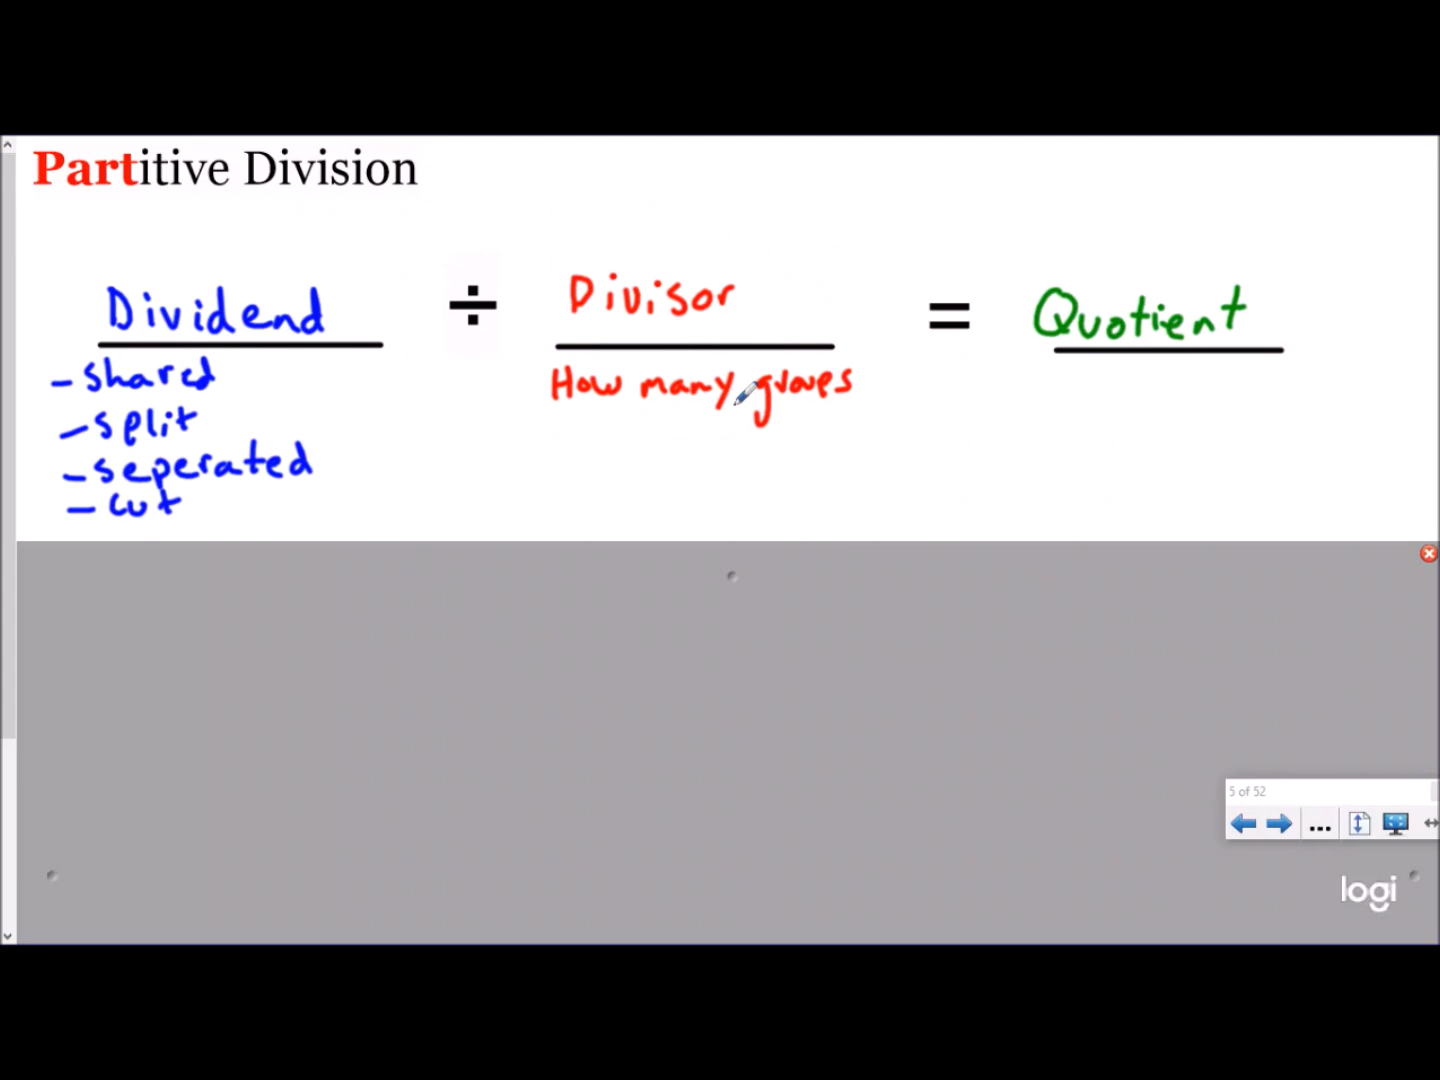 Partitive Division
Dividend ÷ Divisor = Quotient
- shared
How many groups
- split
- seperated
- cut
5 of 52
...
logi